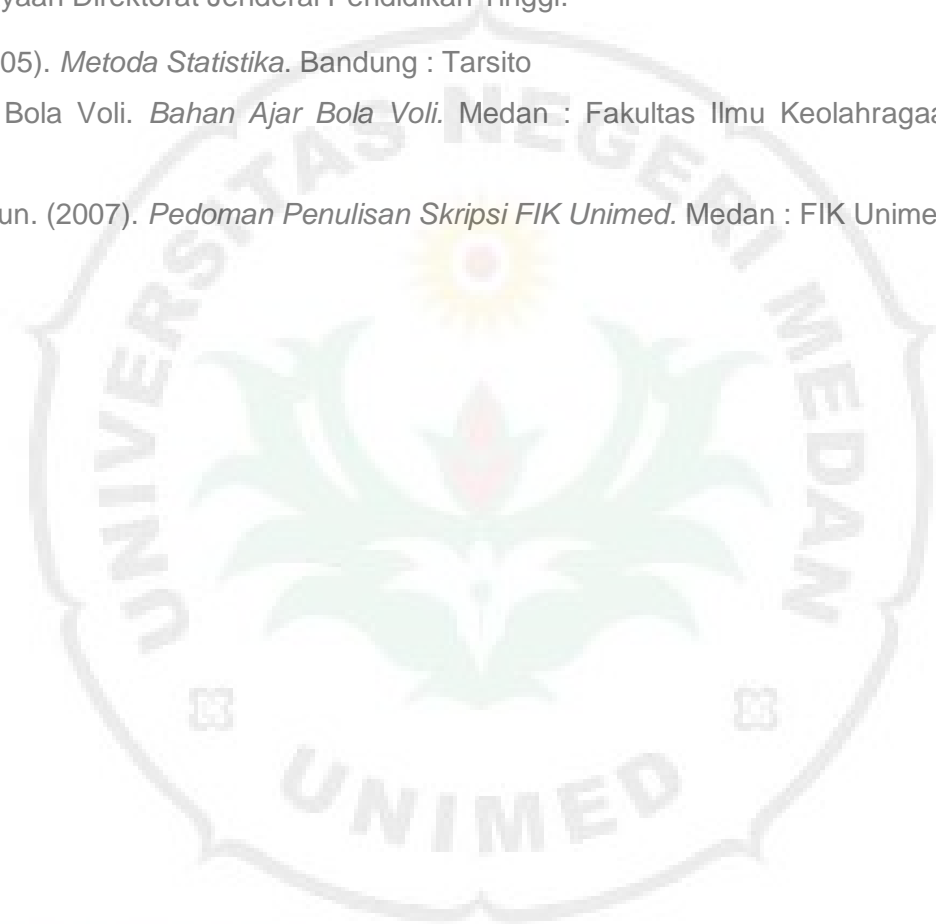 yaan Direktorat Jenderal Pendidikan Tinggi.
05). Metoda Statistika. Bandung : Tarsito
Bola Voli. Bahan Ajar Bola Voli. Medan : Fakultas Ilmu Keolahragaa
un. (2007). Pedoman Penulisan Skripsi FIK Unimed. Medan : FIK Unime
UNIVERSITAS NEGERI MEDAN
UNIMED